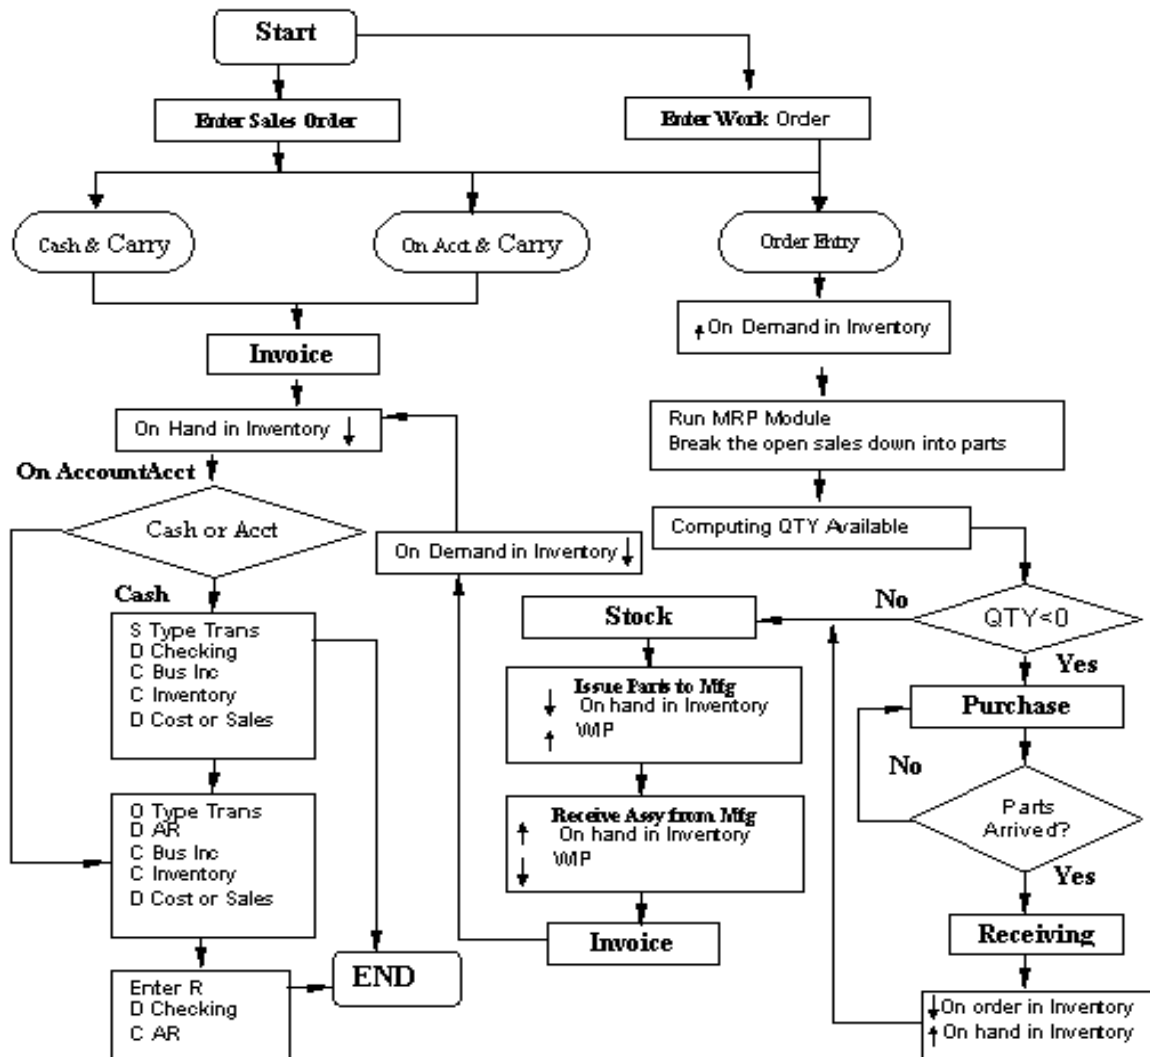 Start
Enter Sales Order
Enter Work Order
Cash & Carry
On Acct & Carry
Order Entry
On Demand in Inventory
Invoice
Run MRP Module
Break the open sales down into parts
On Hand in Inventory
On AccountAcct
Cash or Acct
Computing QTY Available
On Demand in Inventory
QTY<0
No
Yes
Cash
S Type Trans
D Checking
C Bus Inc
C Inventory
D Cost or Sales
Stock
Issue Parts to Mfg
On hand in Inventory
WIP
Purchase
No
Parts
Arrived?
Yes
O Type Trans
D AR
C Bus Inc
C Inventory
D Cost or Sales
Receive Assy from Mfg
On hand in Inventory
WIP
Invoice
Receiving
Enter R
D Checking
C AR
END
On order in Inventory
On hand in Inventory